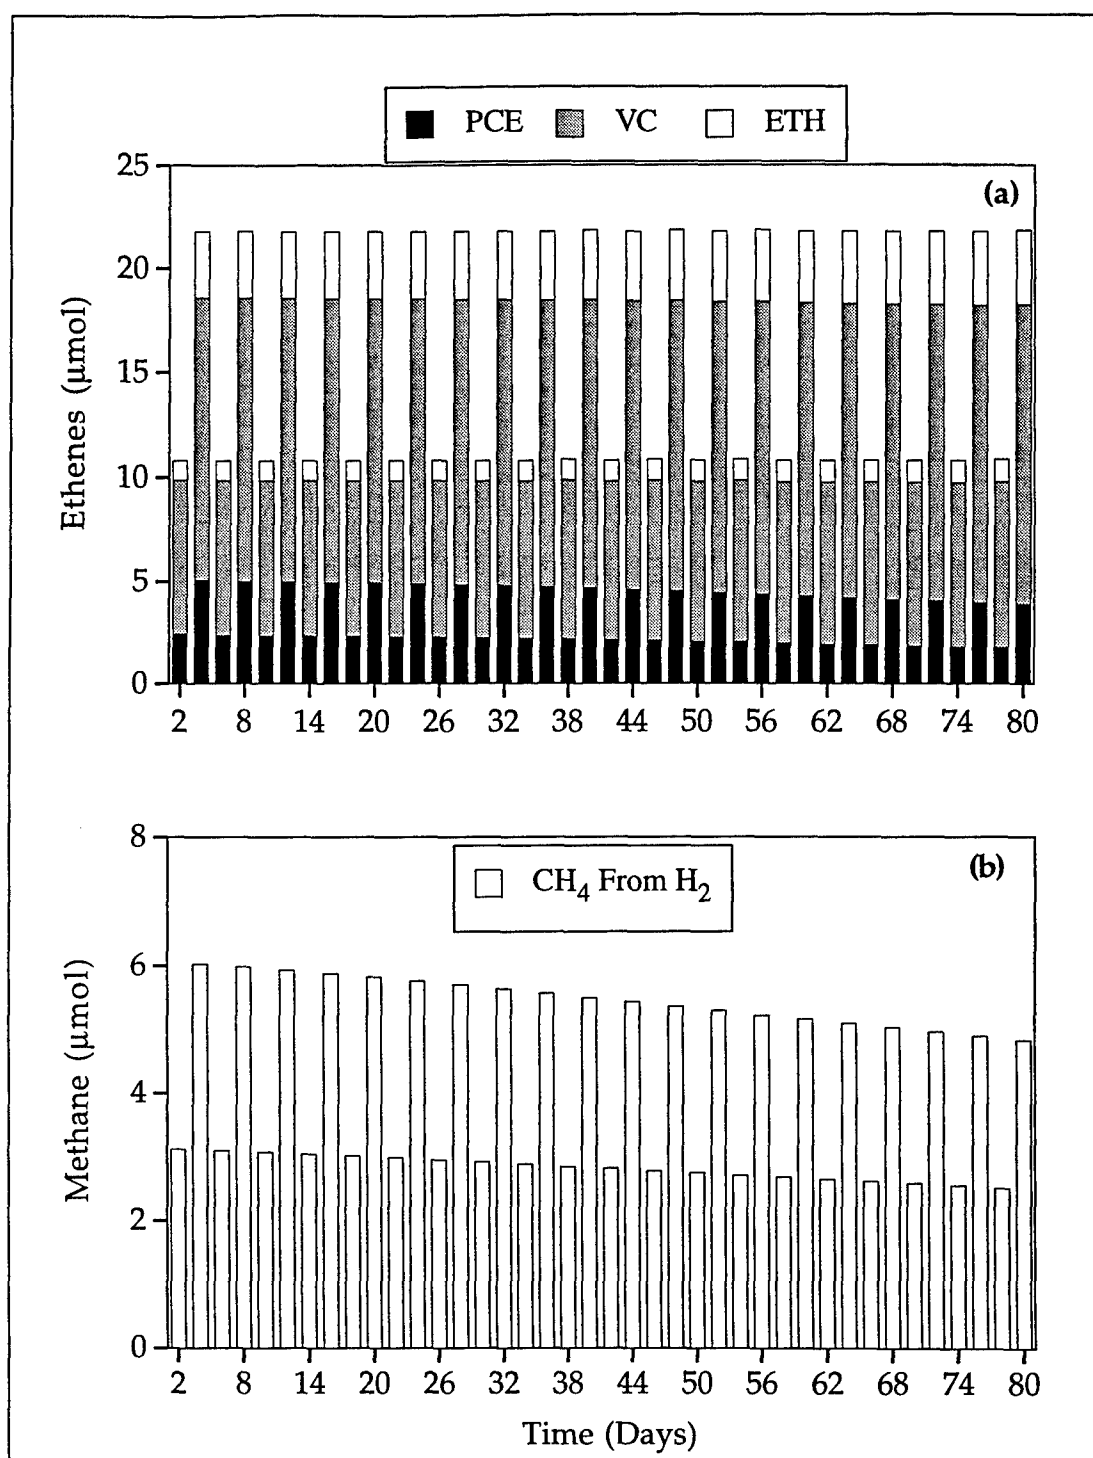 PCE VC ETH
(a)
25
20
15
10
5
0
Ethenes (μmol)
2 8 14 20 26 32 38 44 50 56 62 68 74 80
(b)
CH4 From H2
8
6
4
2
0
Methane (μmol)
2 8 14 20 26 32 38 44 50 56 62 68 74 80
Time (Days)